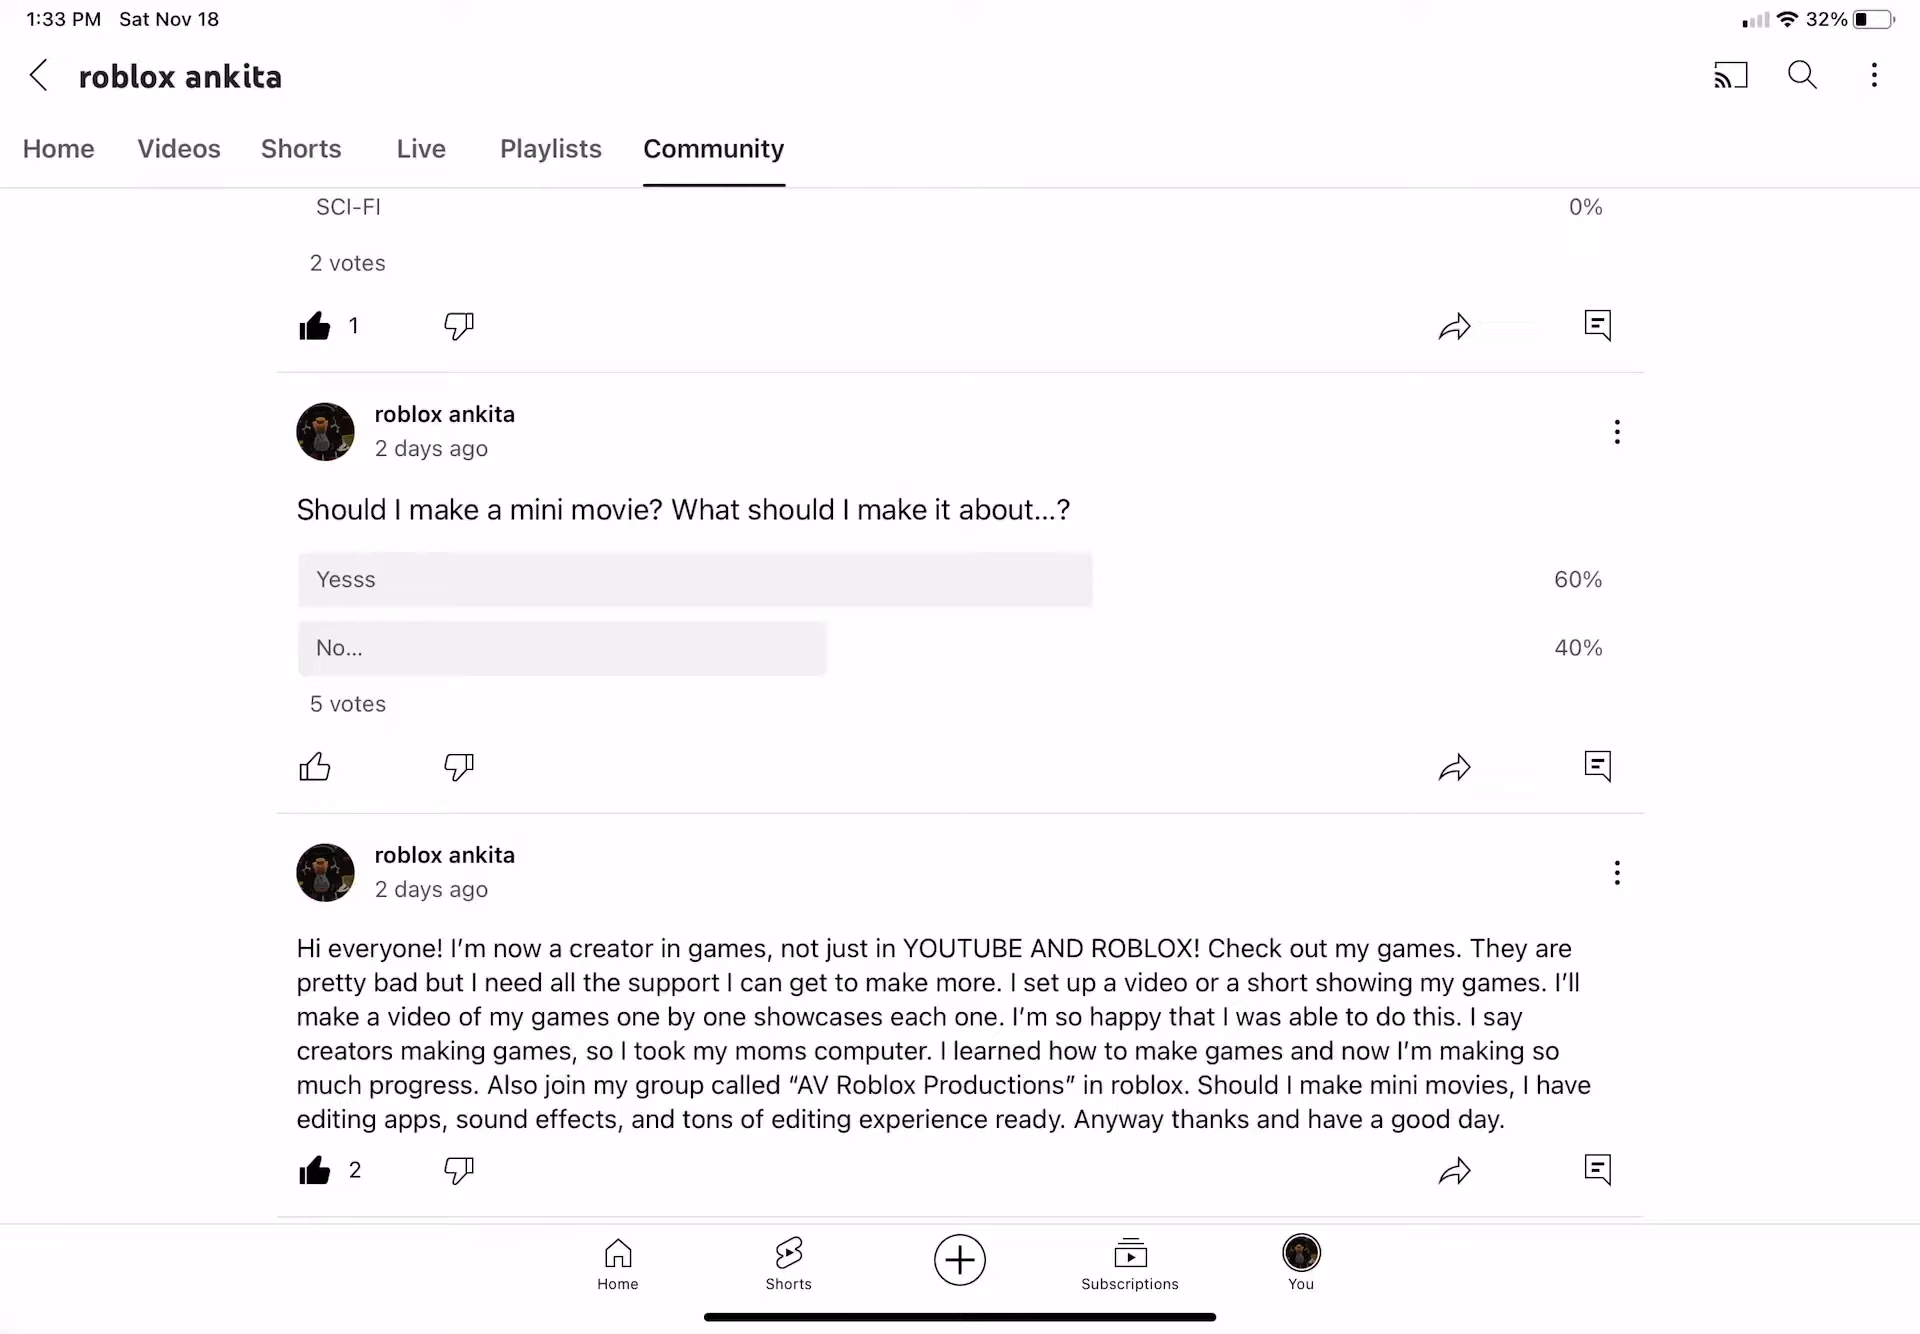 1:33 PM Sat Nov 18
32%
roblox ankita
Home Videos Shorts Live Playlists Community
SCI-FI 0%
2 votes
1
roblox ankita
2 days ago
Should I make a mini movie? What should I make it about...?
Yesss 60%
No... 40%
5 votes
roblox ankita
2 days ago
Hi everyone! I’m now a creator in games, not just in YOUTUBE AND ROBLOX! Check out my games. They are
pretty bad but I need all the support I can get to make more. I set up a video or a short showing my games. I’ll
make a video of my games one by one showcases each one. I’m so happy that I was able to do this. I say
creators making games, so I took my moms computer. I learned how to make games and now I’m making so
much progress. Also join my group called “AV Roblox Productions” in roblox. Should I make mini movies, I have
editing apps, sound effects, and tons of editing experience ready. Anyway thanks and have a good day.
2
Home Shorts Subscriptions You